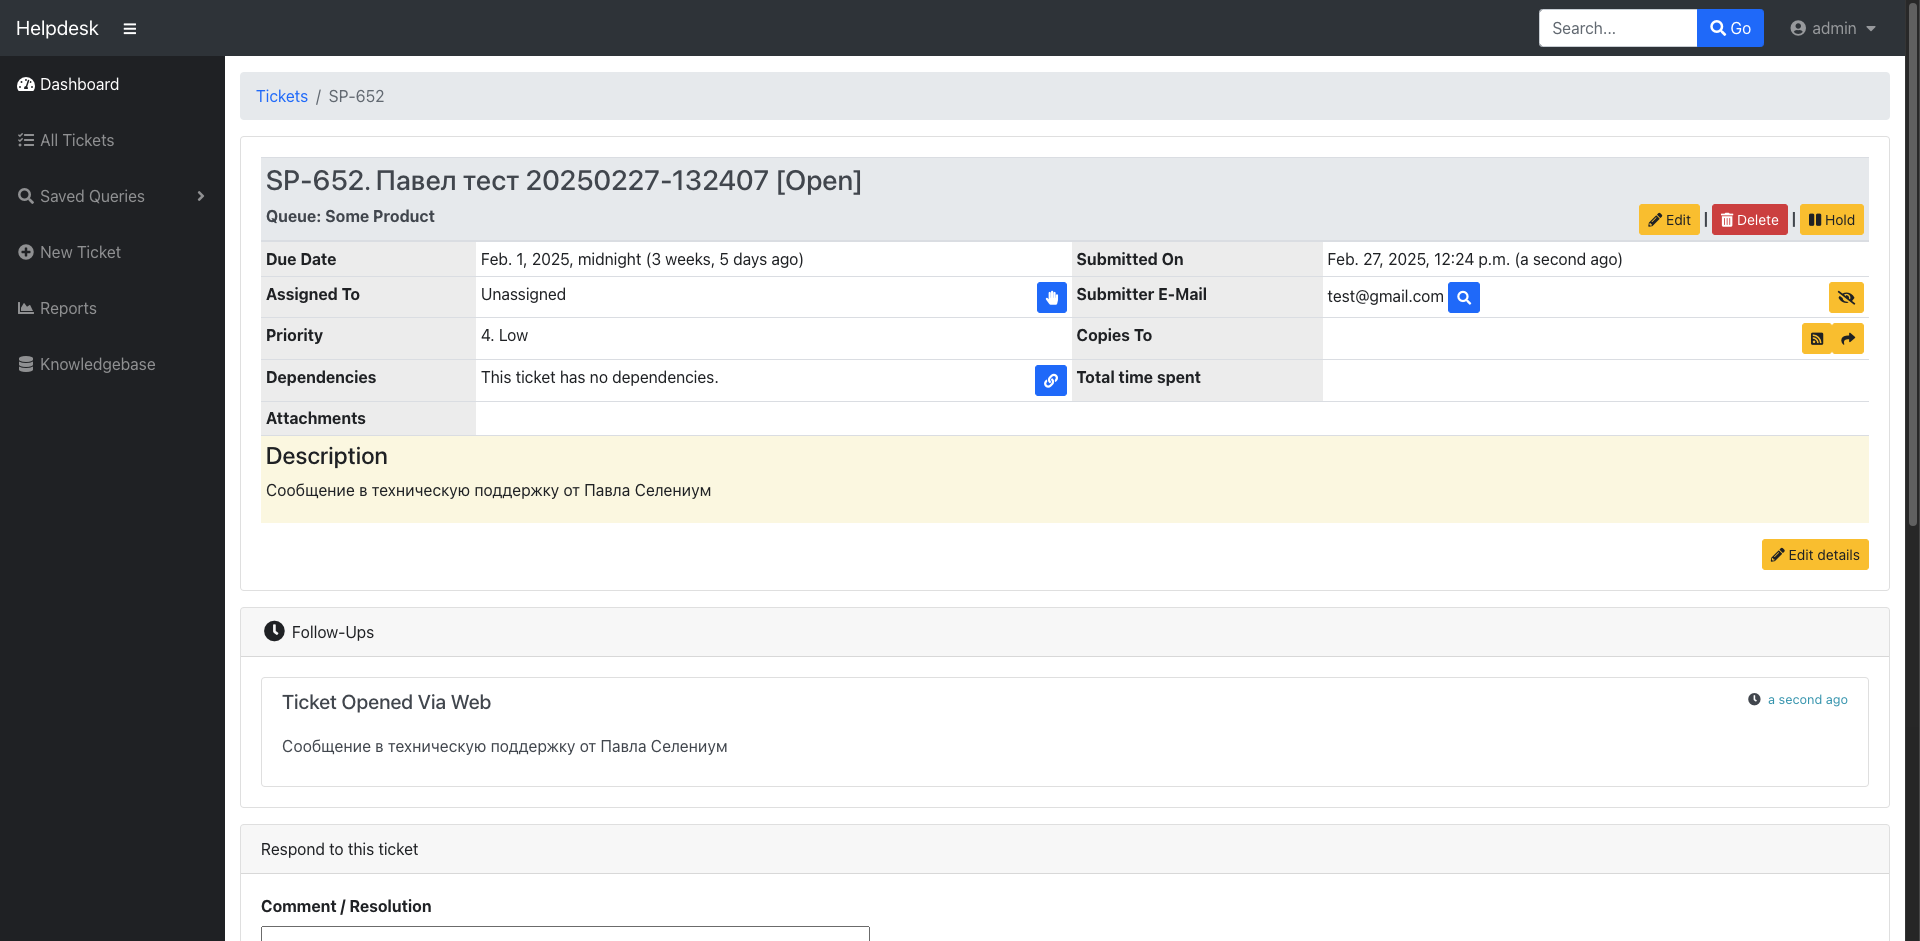 Helpdesk
Search...
Go
admin
Dashboard
All Tickets
Saved Queries
New Ticket
Reports
Knowledgebase
Tickets / SP-652
SP-652. Павел тест 20250227-132407 [Open]
Queue: Some Product
Edit | Delete | Hold
Due Date Feb. 1, 2025, midnight (3 weeks, 5 days ago) Submitted On Feb. 27, 2025, 12:24 p.m. (a second ago)
Assigned To Unassigned Submitter E-Mail test@gmail.com
Priority 4. Low Copies To
Dependencies This ticket has no dependencies. Total time spent
Attachments
Description
Сообщение в техническую поддержку от Павла Селениум
Edit details
Follow-Ups
Ticket Opened Via Web a second ago
Сообщение в техническую поддержку от Павла Селениум
Respond to this ticket
Comment / Resolution